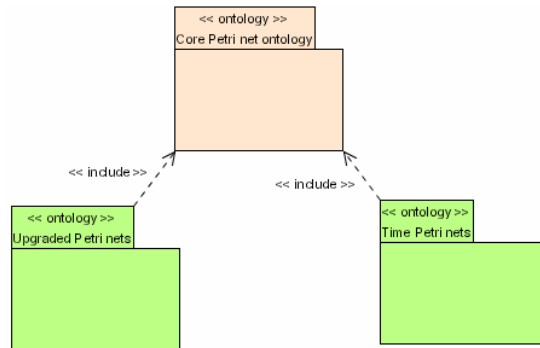 << ontology >>
Core Petri net ontology
<< include >>
<< include >>
<< ontology >>
Upgraded Petri nets
<< ontology >>
Time Petri nets